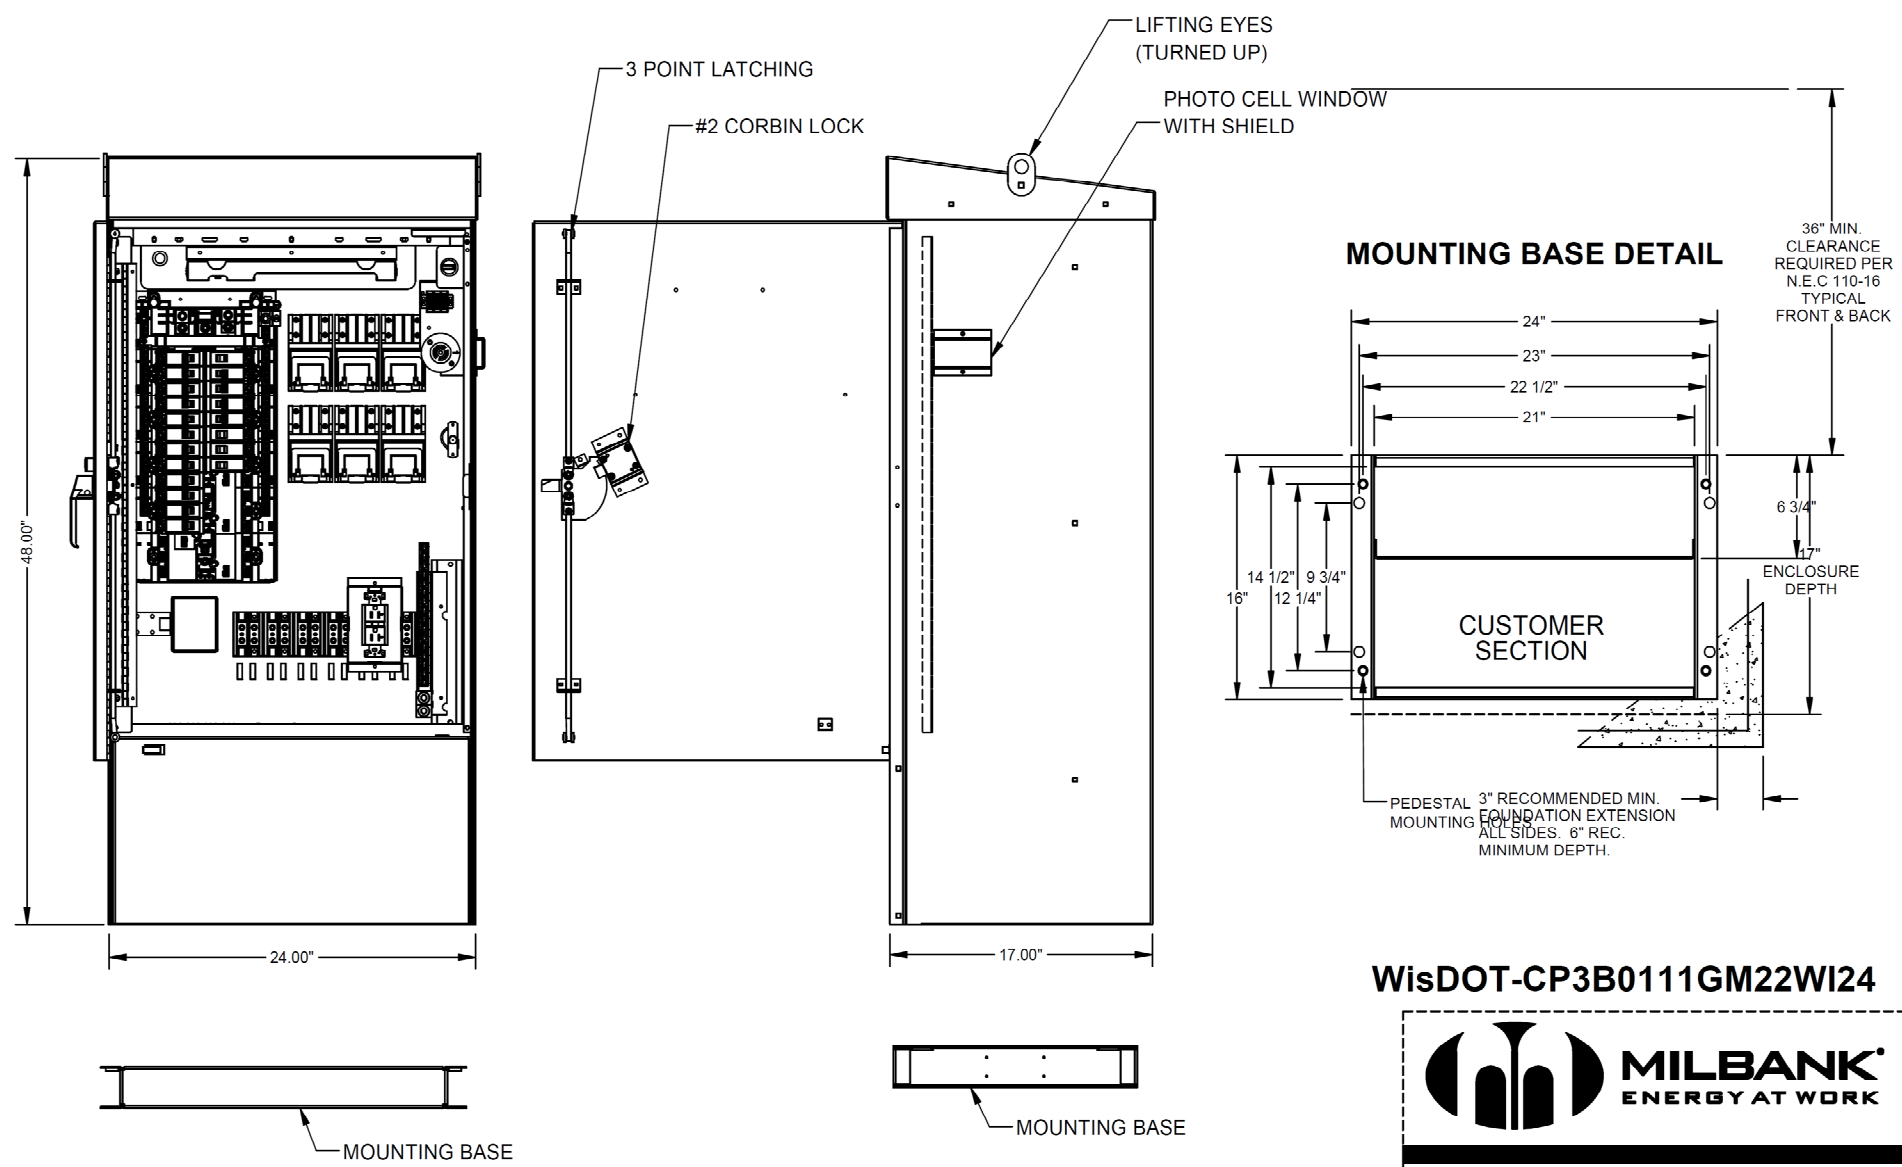 LIFTING EYES
(TURNED UP)
3 POINT LATCHING
PHOTO CELL WINDOW
WITH SHIELD
#2 CORBIN LOCK
48.00"
24.00"
17.00"
MOUNTING BASE
MOUNTING BASE
MOUNTING BASE DETAIL
36" MIN.
CLEARANCE
REQUIRED PER
N.E.C 110-16
TYPICAL
FRONT & BACK
24"
23"
22 1/2"
21"
6 3/4"
17"
ENCLOSURE
DEPTH
14 1/2"
9 3/4"
16"
12 1/4"
CUSTOMER
SECTION
PEDESTAL
MOUNTING HOLES
3" RECOMMENDED MIN.
FOUNDATION EXTENSION
ALL SIDES. 6" REC.
MINIMUM DEPTH.
WisDOT-CP3B0111GM22WI24
MILBANK
ENERGY AT WORK